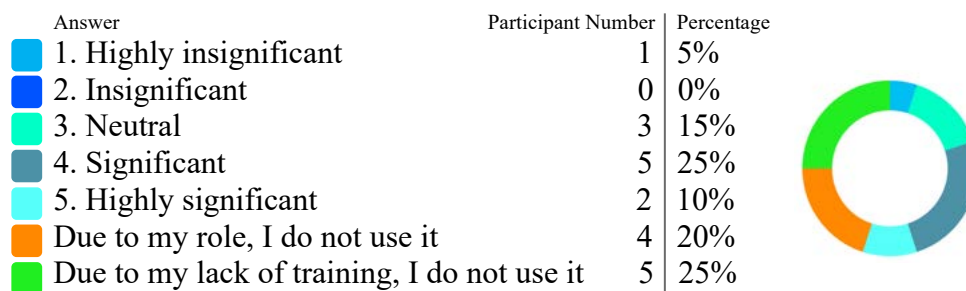 Answer Participant Number Percentage
1. Highly insignificant 1 5%
2. Insignificant 0 0%
3. Neutral 3 15%
4. Significant 5 25%
5. Highly significant 2 10%
Due to my role, I do not use it 4 20%
Due to my lack of training, I do not use it 5 25%